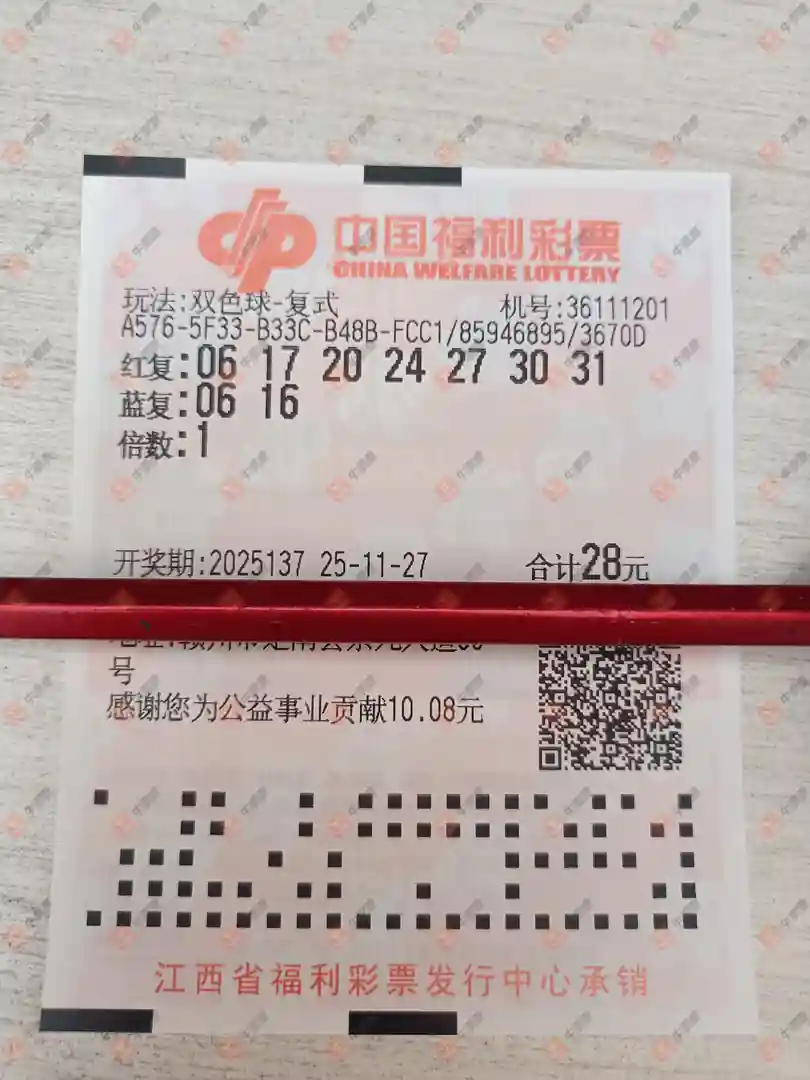 中国福利彩票
CHINA WELFARE LOTTERY
玩法:双色球-复式 机号:36111201
A576-5F33-B33C-B48B-FCC1/85946895/3670D
红复:06 17 20 24 27 30 31
蓝复:06 16
倍数:1
开奖期:2025137 25-11-27 合计28元
号
感谢您为公益事业贡献10.08元
江西省福利彩票发行中心承销